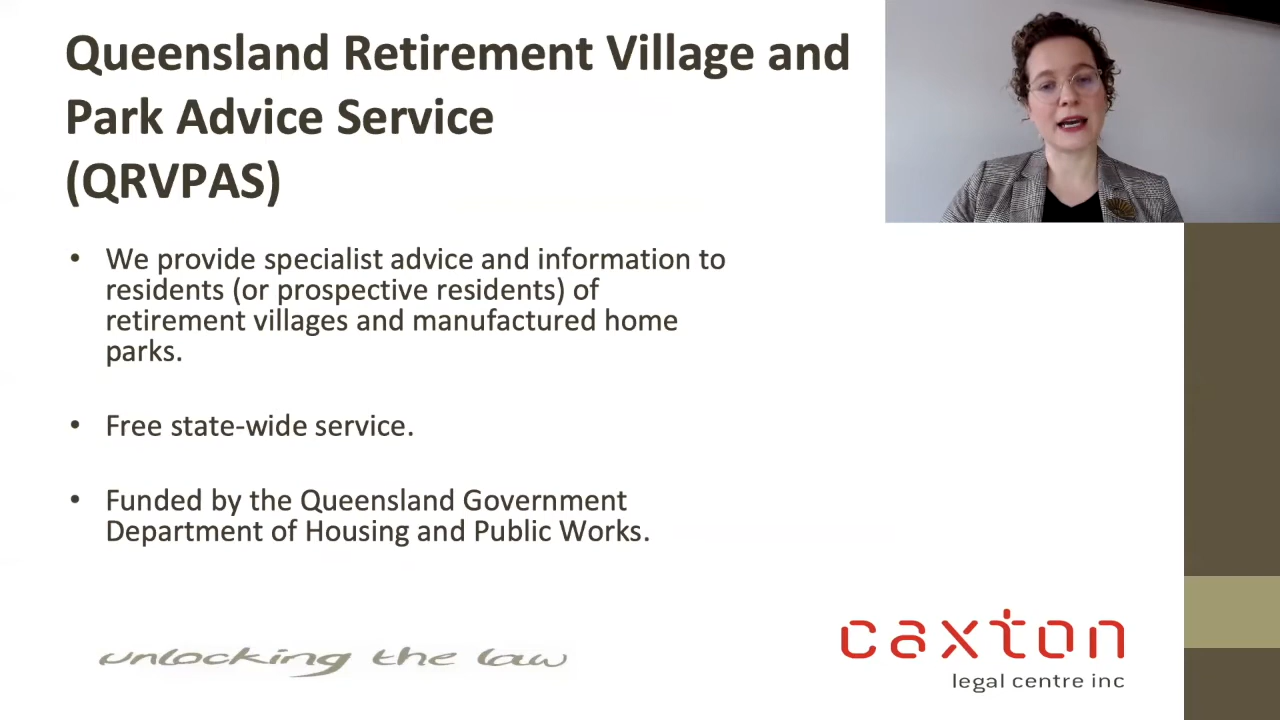 Queensland Retirement Village and
Park Advice Service
(QRVPAS)
• We provide specialist advice and information to
residents (or prospective residents) of
retirement villages and manufactured home
parks.
• Free state-wide service.
• Funded by the Queensland Government
Department of Housing and Public Works.
unlocking the law
caxton
legal centre inc